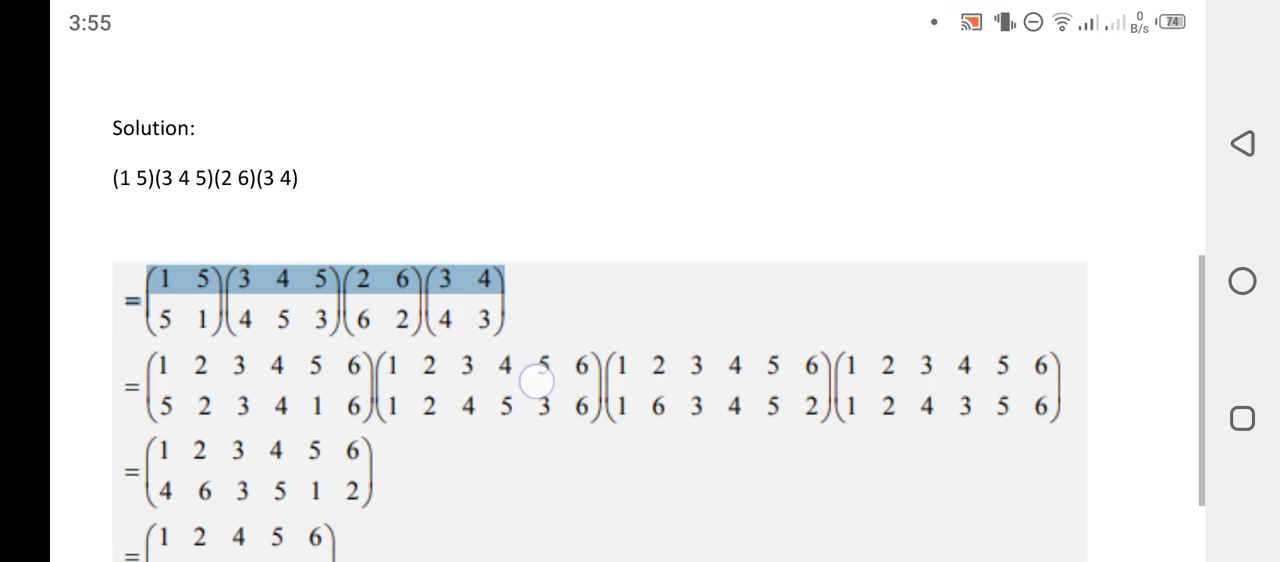 3:55 0 B/s 74
Solution:
(1 5)(3 4 5)(2 6)(3 4)
= (1 5)(3 4 5)(2 6)(3 4)
(5 1)(4 5 3)(6 2)(4 3)
= (1 2 3 4 5 6)(1 2 3 4 5 6)(1 2 3 4 5 6)(1 2 3 4 5 6)
(5 2 3 4 1 6)(1 2 4 5 3 6)(1 6 3 4 5 2)(1 2 4 3 5 6)
= (1 2 3 4 5 6)
(4 6 3 5 1 2)
= (1 2 4 5 6)